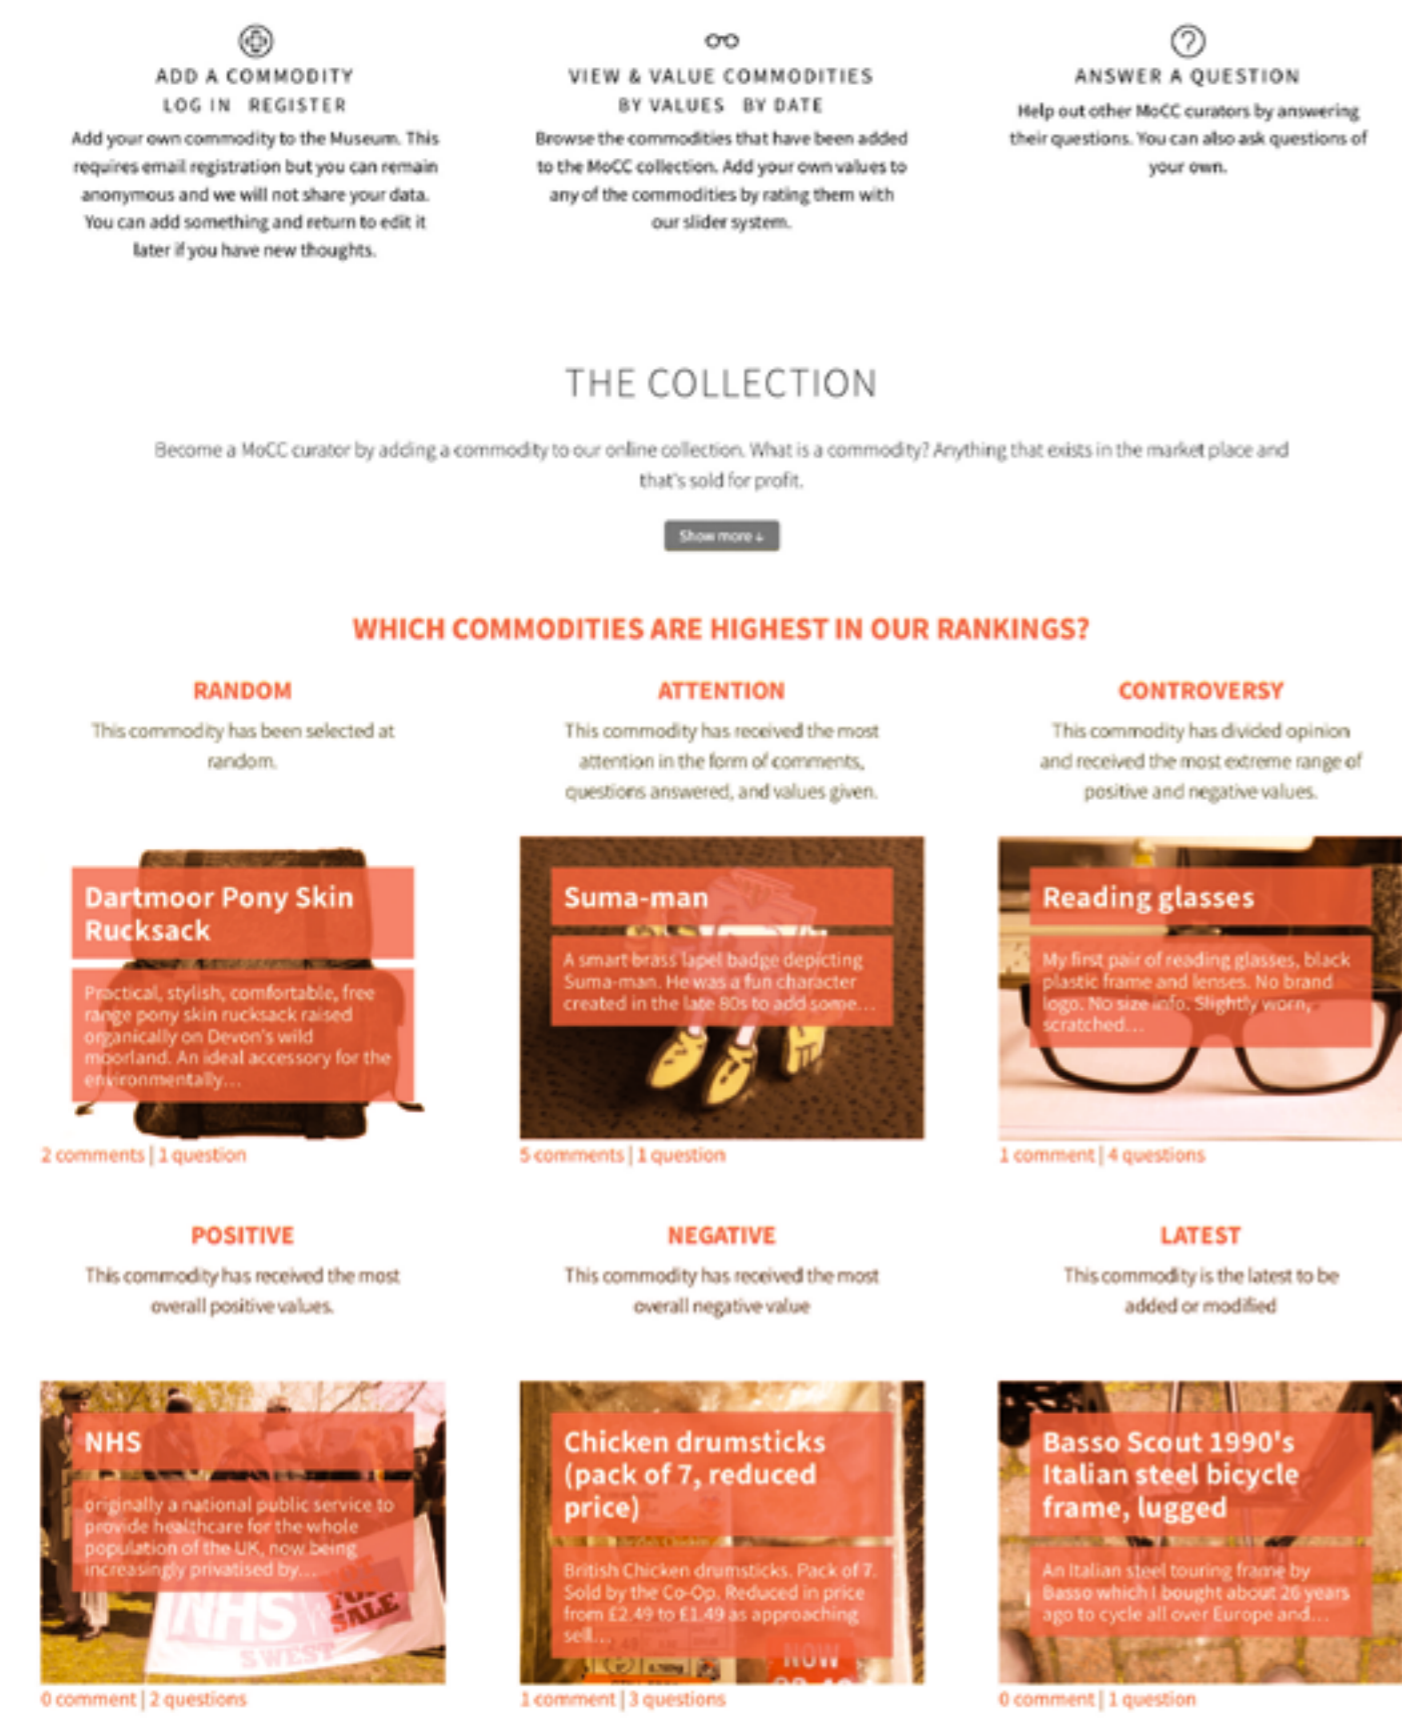 ADD A COMMODITY
LOG IN REGISTER
Add your own commodity to the Museum. This
requires email registration but you can remain
anonymous and we will not share your data.
You can add something and return to edit it
later if you have new thoughts.
VIEW & VALUE COMMODITIES
BY VALUES BY DATE
Browse the commodities that have been added
to the MoCC collection. Add your own values to
any of the commodities by rating them with
our slider system.
ANSWER A QUESTION
Help out other MoCC curators by answering
their questions. You can also ask questions of
your own.
THE COLLECTION
Become a MoCC curator by adding a commodity to our online collection. What is a commodity? Anything that exists in the market place and
that's sold for profit.
Show more ↓
WHICH COMMODITIES ARE HIGHEST IN OUR RANKINGS?
RANDOM
This commodity has been selected at
random.
ATTENTION
This commodity has received the most
attention in the form of comments,
questions answered, and values given.
CONTROVERSY
This commodity has divided opinion
and received the most extreme range of
positive and negative values.
Dartmoor Pony Skin
Rucksack
Practical, stylish, comfortable, free
range pony skin rucksack raised
organically on Devon's wild
moorland. An ideal accessory for the
environmentally...
2 comments | 1 question
Suma-man
A smart brass lapel badge depicting
Suma-man. He was a fun character
created in the late 80s to add some...
5 comments | 1 question
Reading glasses
My first pair of reading glasses, black
plastic frame and lenses. No brand
logo. No size info. Slightly worn,
scratched...
1 comment | 4 questions
POSITIVE
This commodity has received the most
overall positive values.
NEGATIVE
This commodity has received the most
overall negative value
LATEST
This commodity is the latest to be
added or modified
NHS
originally a national public service to
provide healthcare for the whole
population of the UK, now being
increasingly privatised by...
NHS
FOR
SALE
S WEST
0 comment | 2 questions
Chicken drumsticks
(pack of 7, reduced
price)
British Chicken drumsticks. Pack of 7.
Sold by the Co-Op. Reduced in price
from £2.49 to £1.49 as approaching
sell...
NOW
1 comment | 3 questions
Basso Scout 1990's
Italian steel bicycle
frame, lugged
An Italian steel touring frame by
Basso which I bought about 26 years
ago to cycle all over Europe and...
0 comment | 1 question